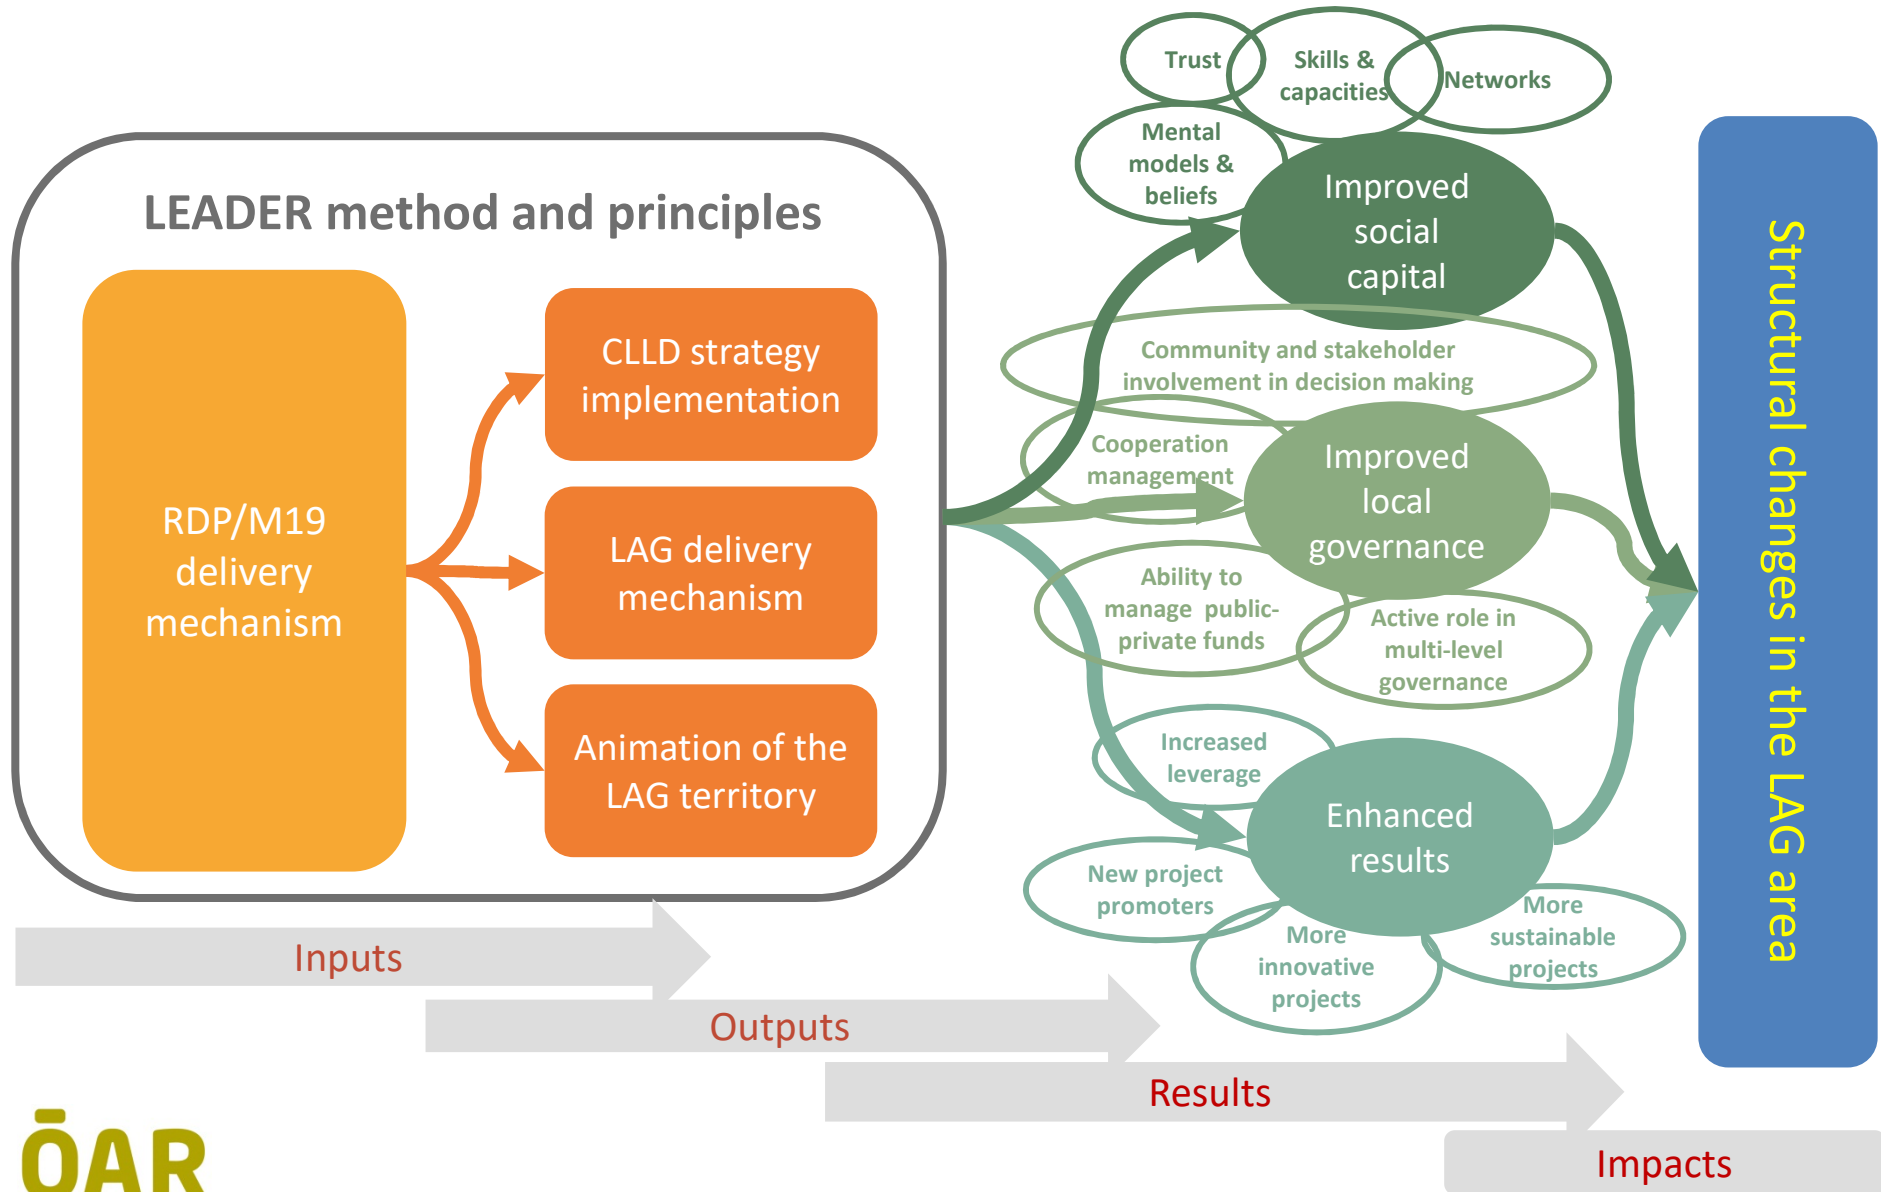 LEADER method and principles
RDP/M19
delivery
mechanism
CLLD strategy
implementation
LAG delivery
mechanism
Animation of the
LAG territory
Trust
Skills &
capacities
Networks
Mental
models &
beliefs
Improved
social
capital
Community and stakeholder
involvement in decision making
Cooperation
management
Improved
local
governance
Ability to
manage public-
private funds
Active role in
multi-level
governance
Increased
leverage
Enhanced
results
New project
promoters
More
innovative
projects
More
sustainable
projects
Structural changes in the LAG area
Inputs
Outputs
Results
Impacts
ŌAR